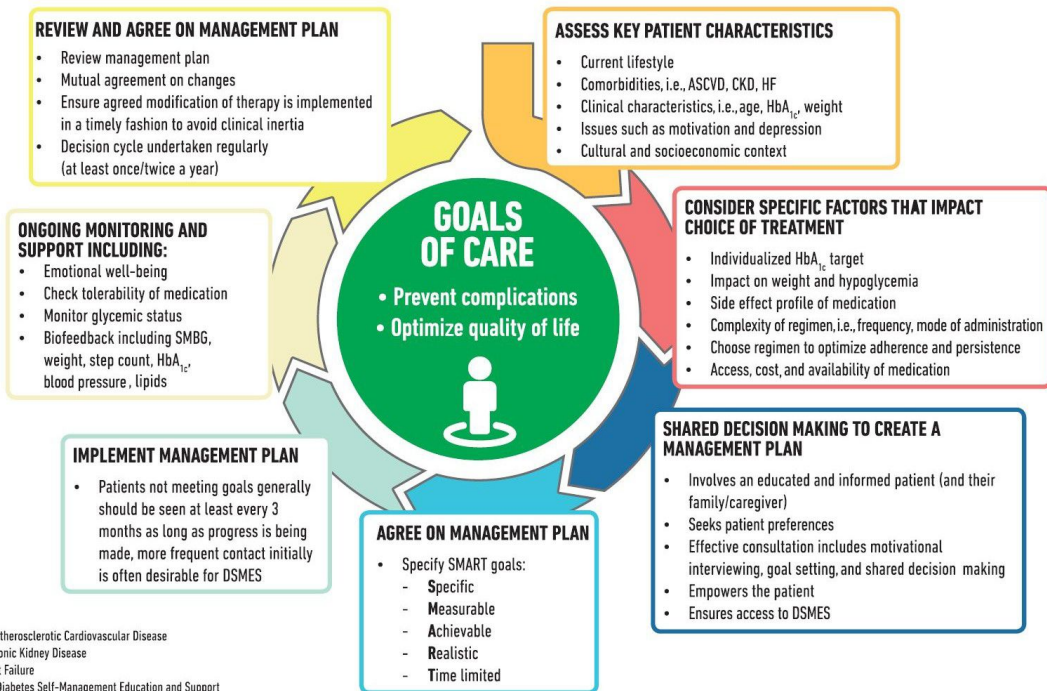 REVIEW AND AGREE ON MANAGEMENT PLAN
• Review management plan
• Mutual agreement on changes
• Ensure agreed modification of therapy is implemented
in a timely fashion to avoid clinical inertia
• Decision cycle undertaken regularly
(at least once/twice a year)
ASSESS KEY PATIENT CHARACTERISTICS
• Current lifestyle
• Comorbidities, i.e., ASCVD, CKD, HF
• Clinical characteristics, i.e., age, HbA1c, weight
• Issues such as motivation and depression
• Cultural and socioeconomic context
GOALS
OF CARE
• Prevent complications
• Optimize quality of life
CONSIDER SPECIFIC FACTORS THAT IMPACT
CHOICE OF TREATMENT
• Individualized HbA1c target
• Impact on weight and hypoglycemia
• Side effect profile of medication
• Complexity of regimen, i.e., frequency, mode of administration
• Choose regimen to optimize adherence and persistence
• Access, cost, and availability of medication
SHARED DECISION MAKING TO CREATE A
MANAGEMENT PLAN
• Involves an educated and informed patient (and their
family/caregiver)
• Seeks patient preferences
• Effective consultation includes motivational
interviewing, goal setting, and shared decision making
• Empowers the patient
• Ensures access to DSMES
AGREE ON MANAGEMENT PLAN
• Specify SMART goals:
- Specific
- Measurable
- Achievable
- Realistic
- Time limited
IMPLEMENT MANAGEMENT PLAN
• Patients not meeting goals generally
should be seen at least every 3
months as long as progress is being
made, more frequent contact initially
is often desirable for DSMES
ONGOING MONITORING AND
SUPPORT INCLUDING:
• Emotional well-being
• Check tolerability of medication
• Monitor glycemic status
• Biofeedback including SMBG,
weight, step count, HbA1c,
blood pressure, lipids
Cardiovascular Disease
Kidney Disease
Failure
Diabetes Self-Management Education and Support